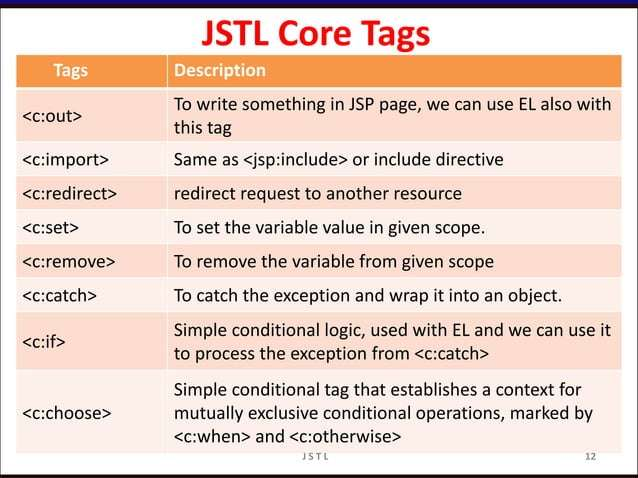 JSTL Core Tags
Tags Description
<c:out> To write something in JSP page, we can use EL also with
this tag
<c:import> Same as <jsp:include> or include directive
<c:redirect> redirect request to another resource
<c:set> To set the variable value in given scope.
<c:remove> To remove the variable from given scope
<c:catch> To catch the exception and wrap it into an object.
<c:if> Simple conditional logic, used with EL and we can use it
to process the exception from <c:catch>
<c:choose> Simple conditional tag that establishes a context for
mutually exclusive conditional operations, marked by
<c:when> and <c:otherwise>
J S T L 12